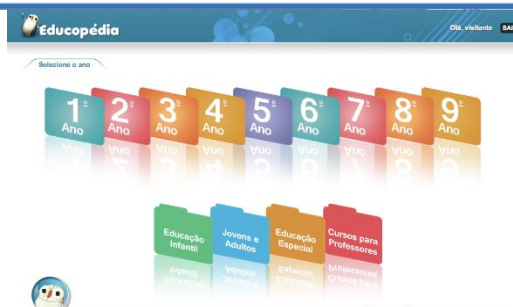 Educopédia
Olá, visitante SAI
Selecione o ano
1º Ano
2º Ano
3º Ano
4º Ano
5º Ano
6º Ano
7º Ano
8º Ano
9º Ano
Educação
Infantil
Jovens e
Adultos
Educação
Especial
Cursos para
Professores